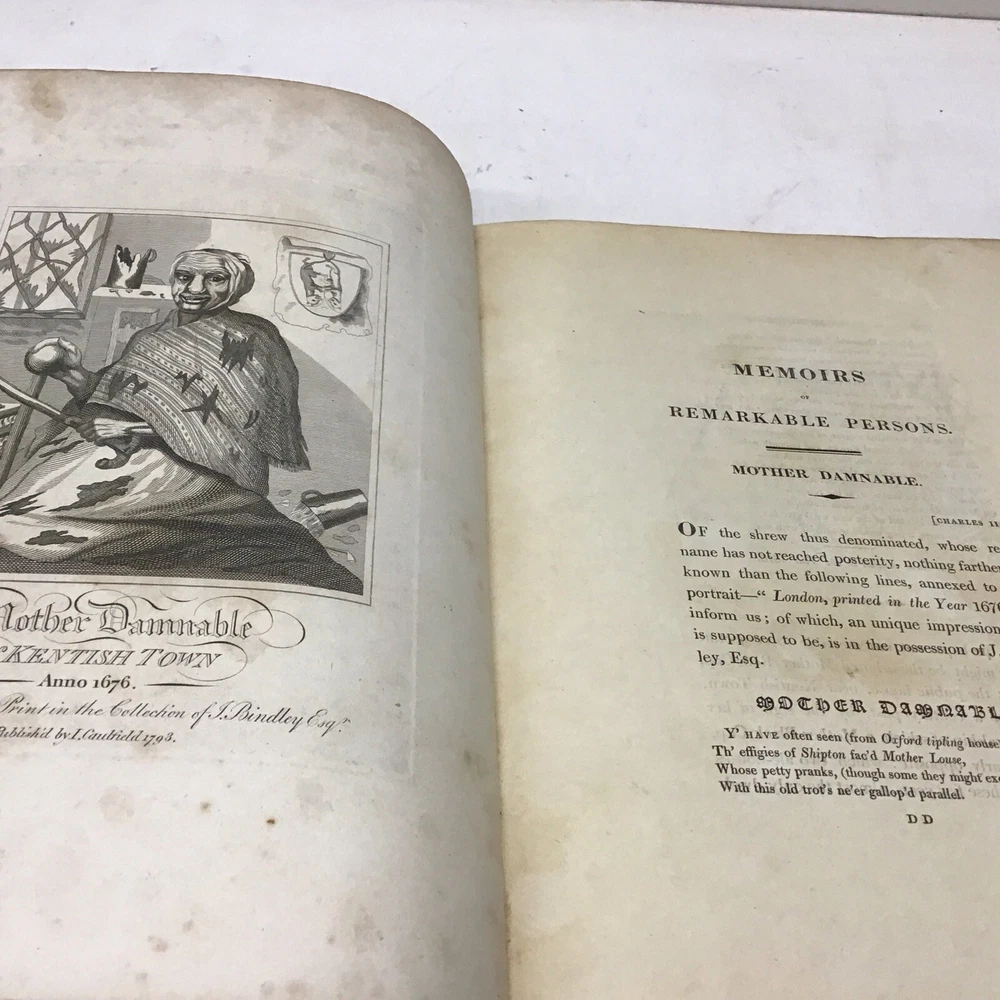 Mother Damnable
KENTISH TOWN
Anno 1676.
Print in the Collection of J. Bindley Esqr.
Publish'd by I. Caulfield 1793.
MEMOIRS
OF
REMARKABLE PERSONS.
MOTHER DAMNABLE.
[CHARLES II
OF the shrew thus denominated, whose re
name has not reached posterity, nothing farther
known than the following lines, annexed to
portrait—“ London, printed in the Year 1676
inform us; of which, an unique impression
is supposed to be, is in the possession of J.
ley, Esq.
MOTHER DAMNABL
Y' HAVE often seen (from Oxford tipling house)
Th' effigies of Shipton fac'd Mother Louse,
Whose petty pranks, (though some they might exc
With this old trot's ne'er gallop'd parallel.
D D